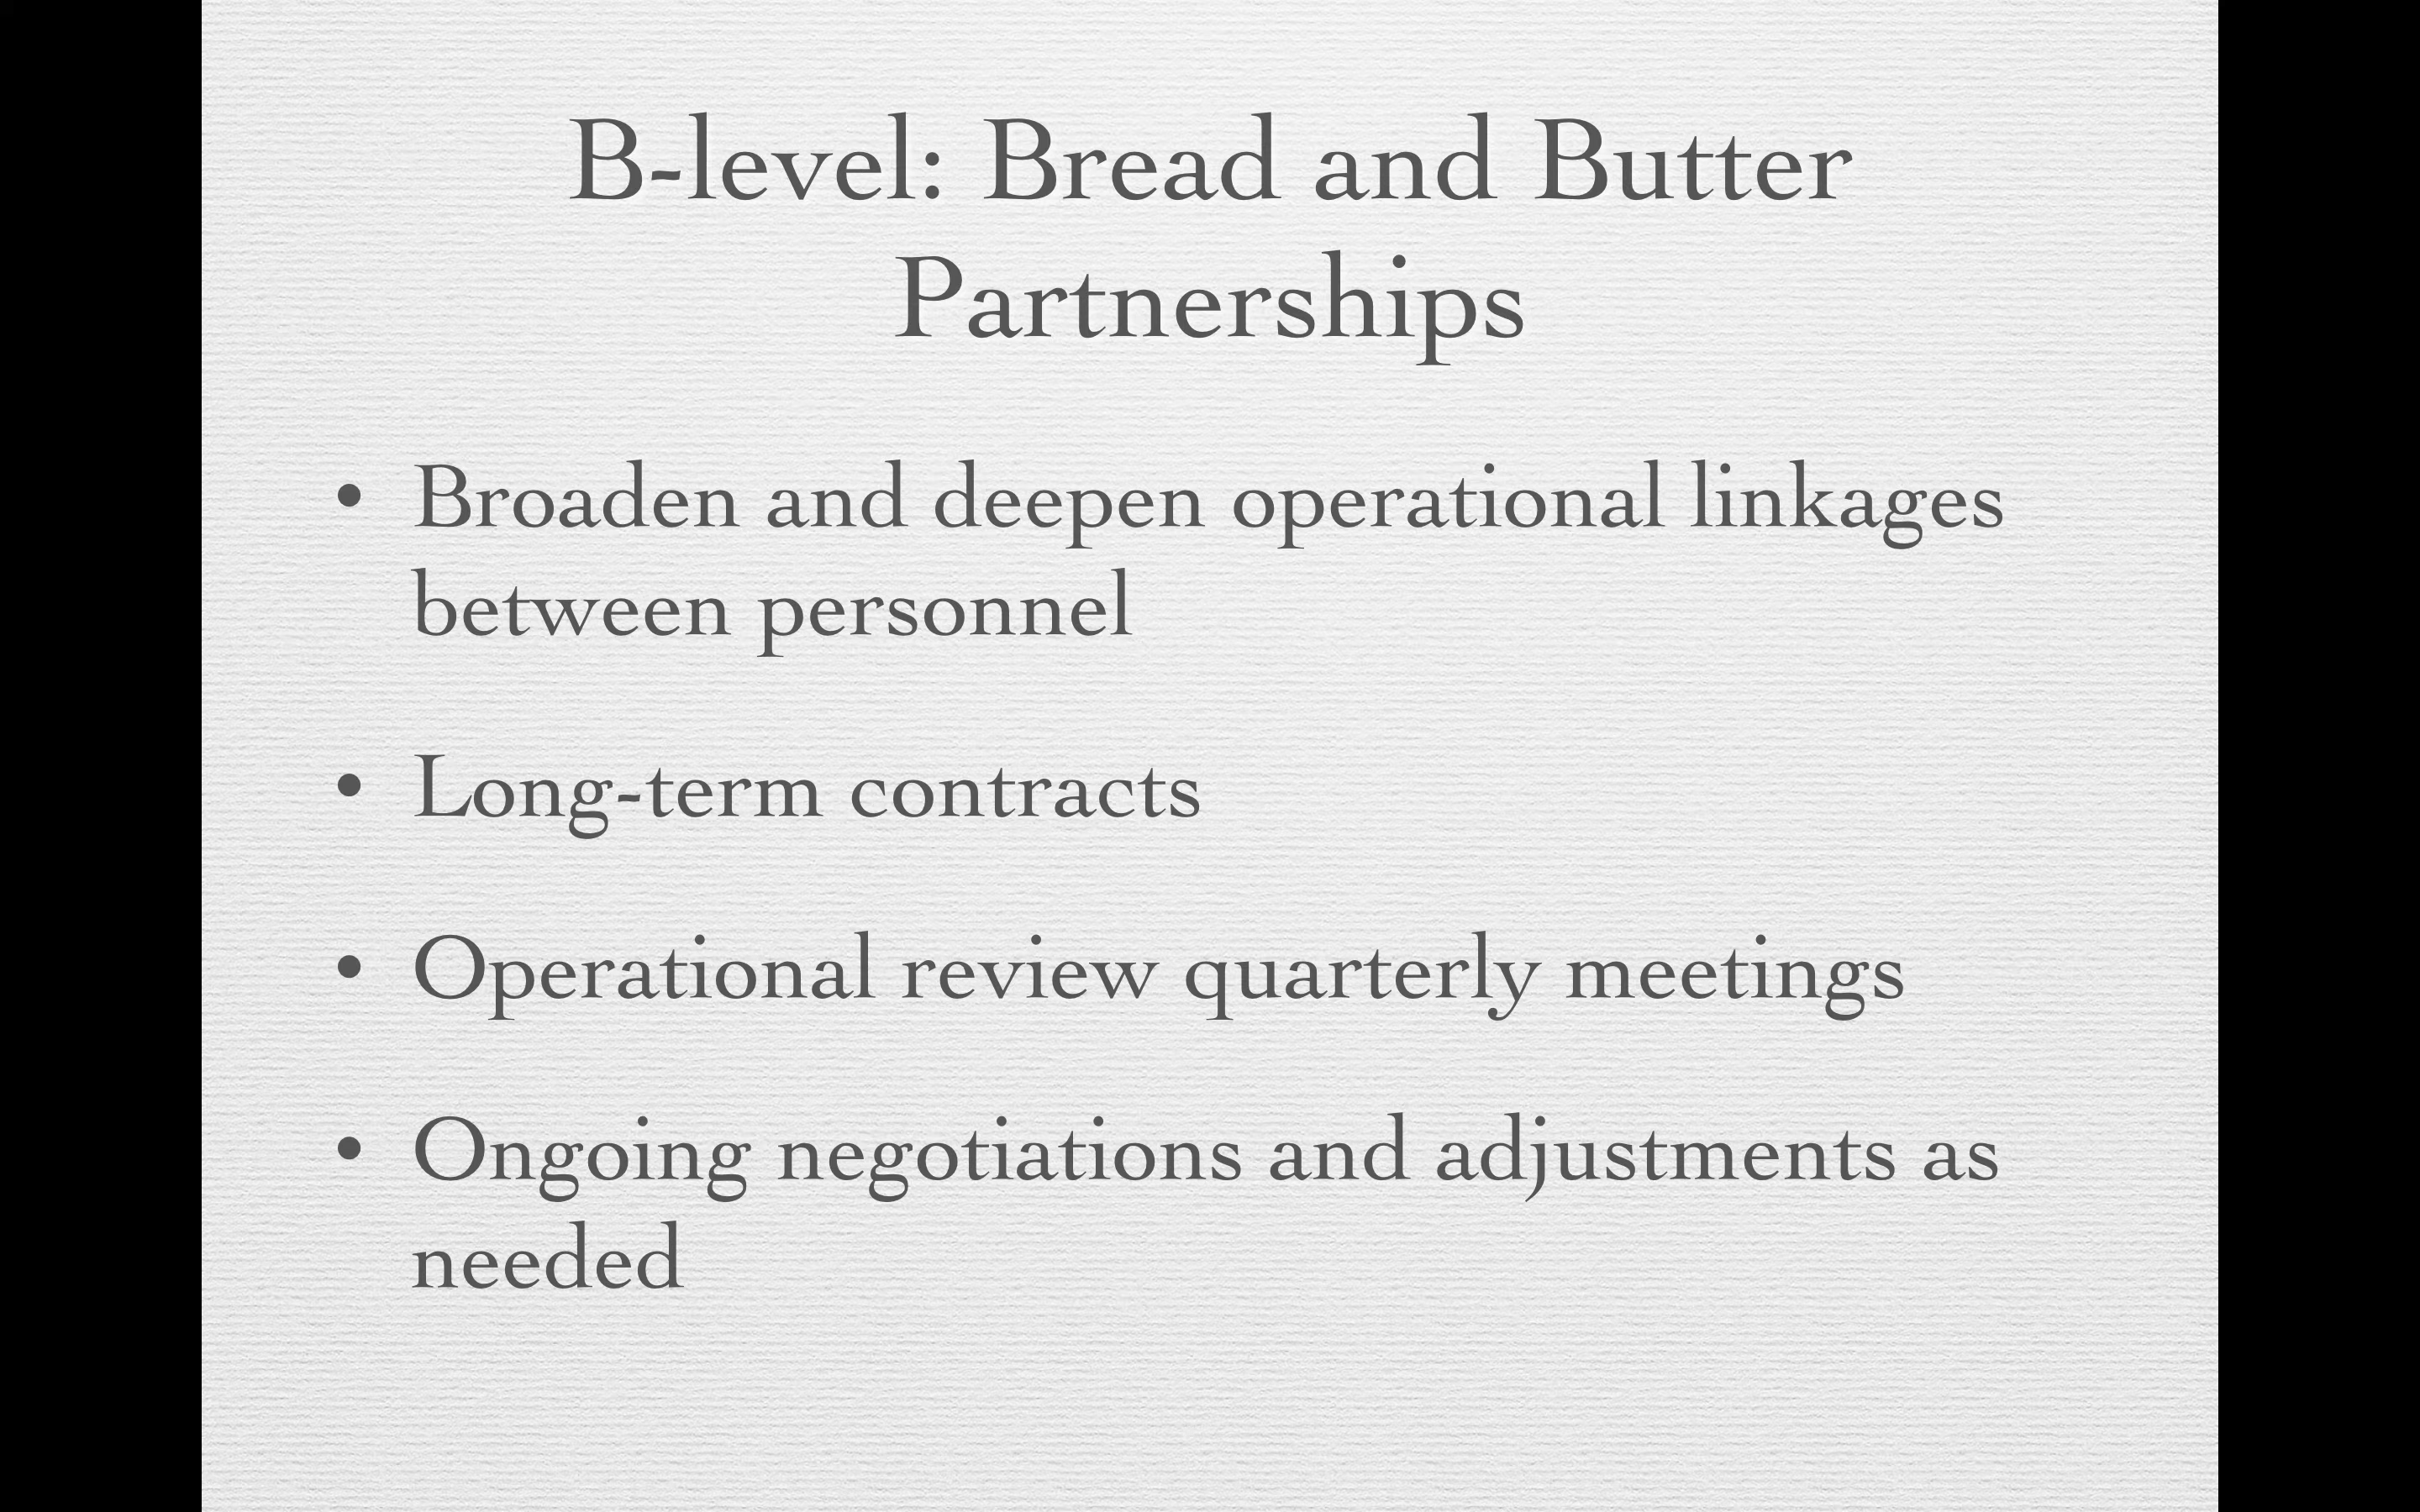 B-level: Bread and Butter
Partnerships
• Broaden and deepen operational linkages
between personnel
• Long-term contracts
• Operational review quarterly meetings
• Ongoing negotiations and adjustments as
needed